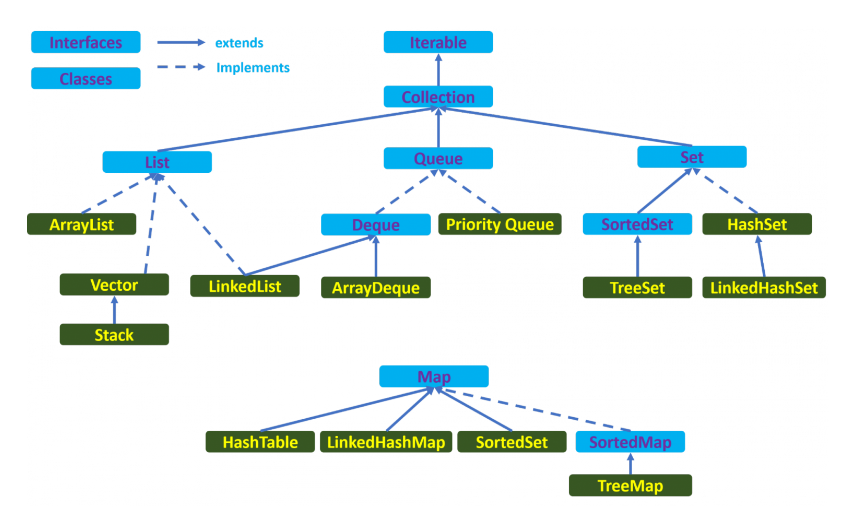 Interfaces
extends
Iterable
Implements
Classes
Collection
List
Queue
Set
ArrayList
Deque
Priority Queue
SortedSet
HashSet
Vector
LinkedList
ArrayDeque
TreeSet
LinkedHashSet
Stack
Map
HashTable
LinkedHashMap
SortedSet
SortedMap
TreeMap